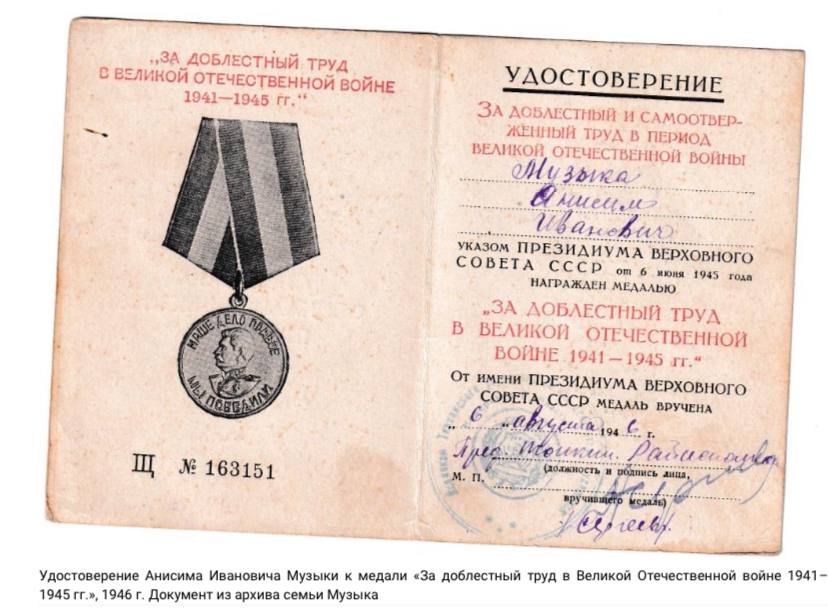 „ЗА ДОБЛЕСТНЫЙ ТРУД
В ВЕЛИКОЙ ОТЕЧЕСТВЕННОЙ ВОЙНЕ
1941—1945 гг.“
НАШЕ ДЕЛО ПРАВОЕ
МЫ ПОБЕДИЛИ
Щ № 163151
УДОСТОВЕРЕНИЕ
ЗА ДОБЛЕСТНЫЙ И САМООТВЕР-
ЖЕННЫЙ ТРУД В ПЕРИОД
ВЕЛИКОЙ ОТЕЧЕСТВЕННОЙ ВОЙНЫ
Музыка
Анисим
Иванович
УКАЗОМ ПРЕЗИДИУМА ВЕРХОВНОГО
СОВЕТА СССР от 6 июня 1945 года
НАГРАЖДЕН МЕДАЛЬЮ
„ЗА ДОБЛЕСТНЫЙ ТРУД
В ВЕЛИКОЙ ОТЕЧЕСТВЕННОЙ
ВОЙНЕ 1941—1945 гг.“
От имени ПРЕЗИДИУМА ВЕРХОВНОГО
СОВЕТА СССР МЕДАЛЬ ВРУЧЕНА
„6“ августа 1946 г.
Пред.
(должность и подпись лица,
М. П.
вручившего медаль)
Удостоверение Анисима Ивановича Музыки к медали «За доблестный труд в Великой Отечественной войне 1941–
1945 гг.», 1946 г. Документ из архива семьи Музыка